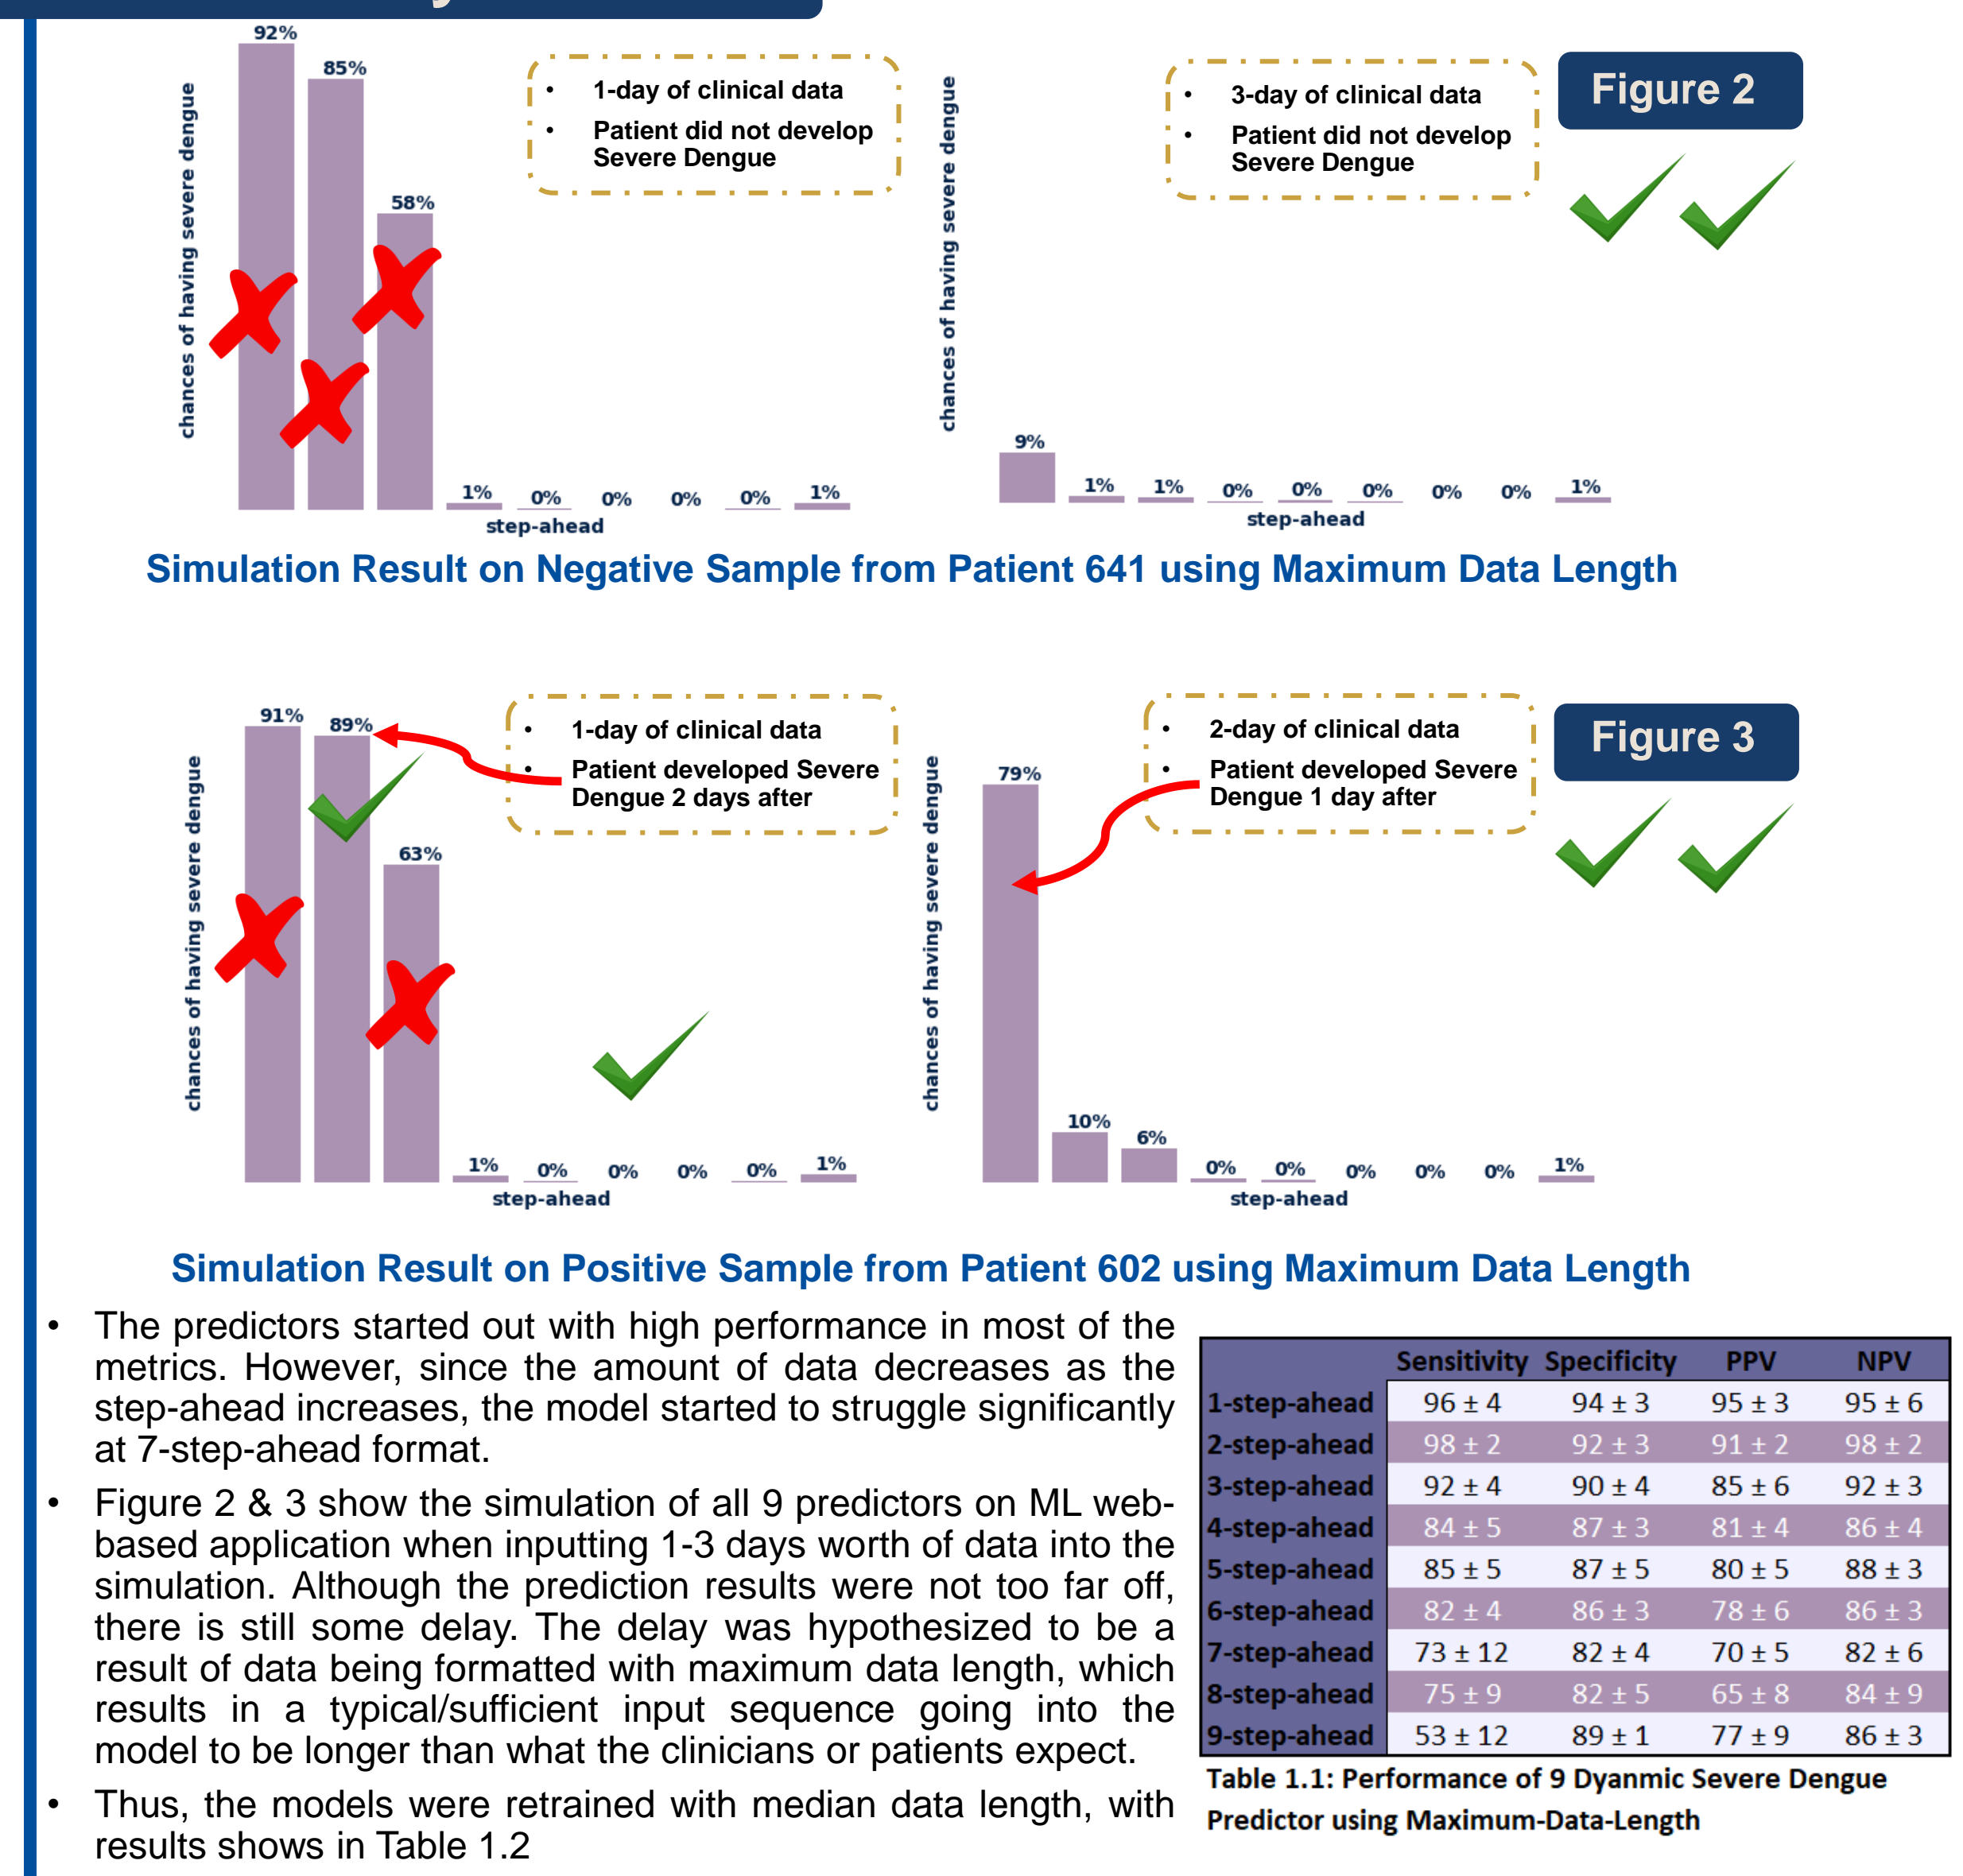 92%
85%
58%
1%
0%
0%
0%
0%
1%
chances of having severe dengue
step-ahead
• 1-day of clinical data
• Patient did not develop
Severe Dengue
9%
1%
1%
0%
0%
0%
0%
0%
1%
chances of having severe dengue
step-ahead
• 3-day of clinical data
• Patient did not develop
Severe Dengue
Figure 2
Simulation Result on Negative Sample from Patient 641 using Maximum Data Length
91%
89%
63%
1%
0%
0%
0%
0%
1%
chances of having severe dengue
step-ahead
• 1-day of clinical data
• Patient developed Severe
Dengue 2 days after
79%
10%
6%
0%
0%
0%
0%
0%
1%
chances of having severe dengue
step-ahead
• 2-day of clinical data
• Patient developed Severe
Dengue 1 day after
Figure 3
Simulation Result on Positive Sample from Patient 602 using Maximum Data Length
• The predictors started out with high performance in most of the
metrics. However, since the amount of data decreases as the
step-ahead increases, the model started to struggle significantly
at 7-step-ahead format.
• Figure 2 & 3 show the simulation of all 9 predictors on ML web-
based application when inputting 1-3 days worth of data into the
simulation. Although the prediction results were not too far off,
there is still some delay. The delay was hypothesized to be a
result of data being formatted with maximum data length, which
results in a typical/sufficient input sequence going into the
model to be longer than what the clinicians or patients expect.
• Thus, the models were retrained with median data length, with
results shows in Table 1.2
Sensitivity Specificity PPV NPV
1-step-ahead 96 ± 4 94 ± 3 95 ± 3 95 ± 6
2-step-ahead 98 ± 2 92 ± 3 91 ± 2 98 ± 2
3-step-ahead 92 ± 4 90 ± 4 85 ± 6 92 ± 3
4-step-ahead 84 ± 5 87 ± 3 81 ± 4 86 ± 4
5-step-ahead 85 ± 5 87 ± 5 80 ± 5 88 ± 3
6-step-ahead 82 ± 4 86 ± 3 78 ± 6 86 ± 3
7-step-ahead 73 ± 12 82 ± 4 70 ± 5 82 ± 6
8-step-ahead 75 ± 9 82 ± 5 65 ± 8 84 ± 9
9-step-ahead 53 ± 12 89 ± 1 77 ± 9 86 ± 3
Table 1.1: Performance of 9 Dyanmic Severe Dengue
Predictor using Maximum-Data-Length